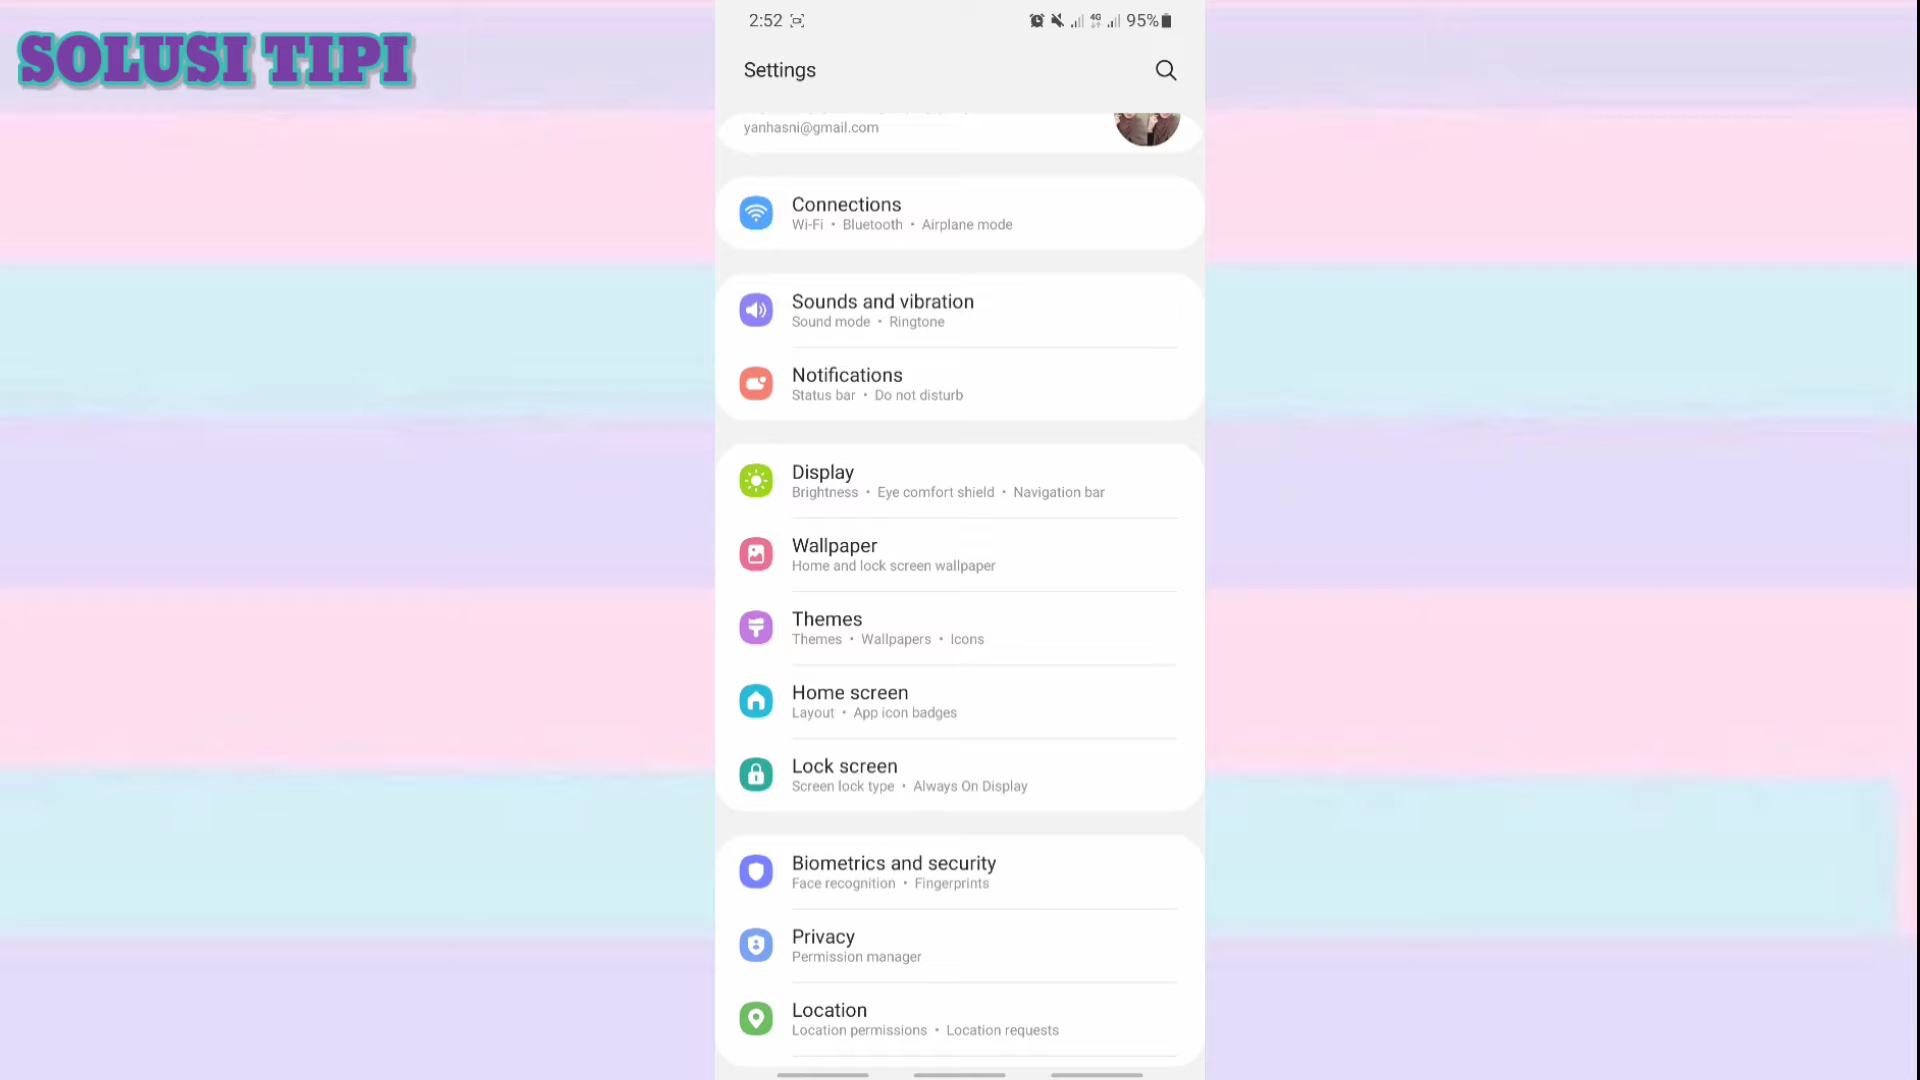 SOLUSI TIPI
2:52
4G
95%
Settings
yanhasni@gmail.com
Connections
Wi-Fi • Bluetooth • Airplane mode
Sounds and vibration
Sound mode • Ringtone
Notifications
Status bar • Do not disturb
Display
Brightness • Eye comfort shield • Navigation bar
Wallpaper
Home and lock screen wallpaper
Themes
Themes • Wallpapers • Icons
Home screen
Layout • App icon badges
Lock screen
Screen lock type • Always On Display
Biometrics and security
Face recognition • Fingerprints
Privacy
Permission manager
Location
Location permissions • Location requests